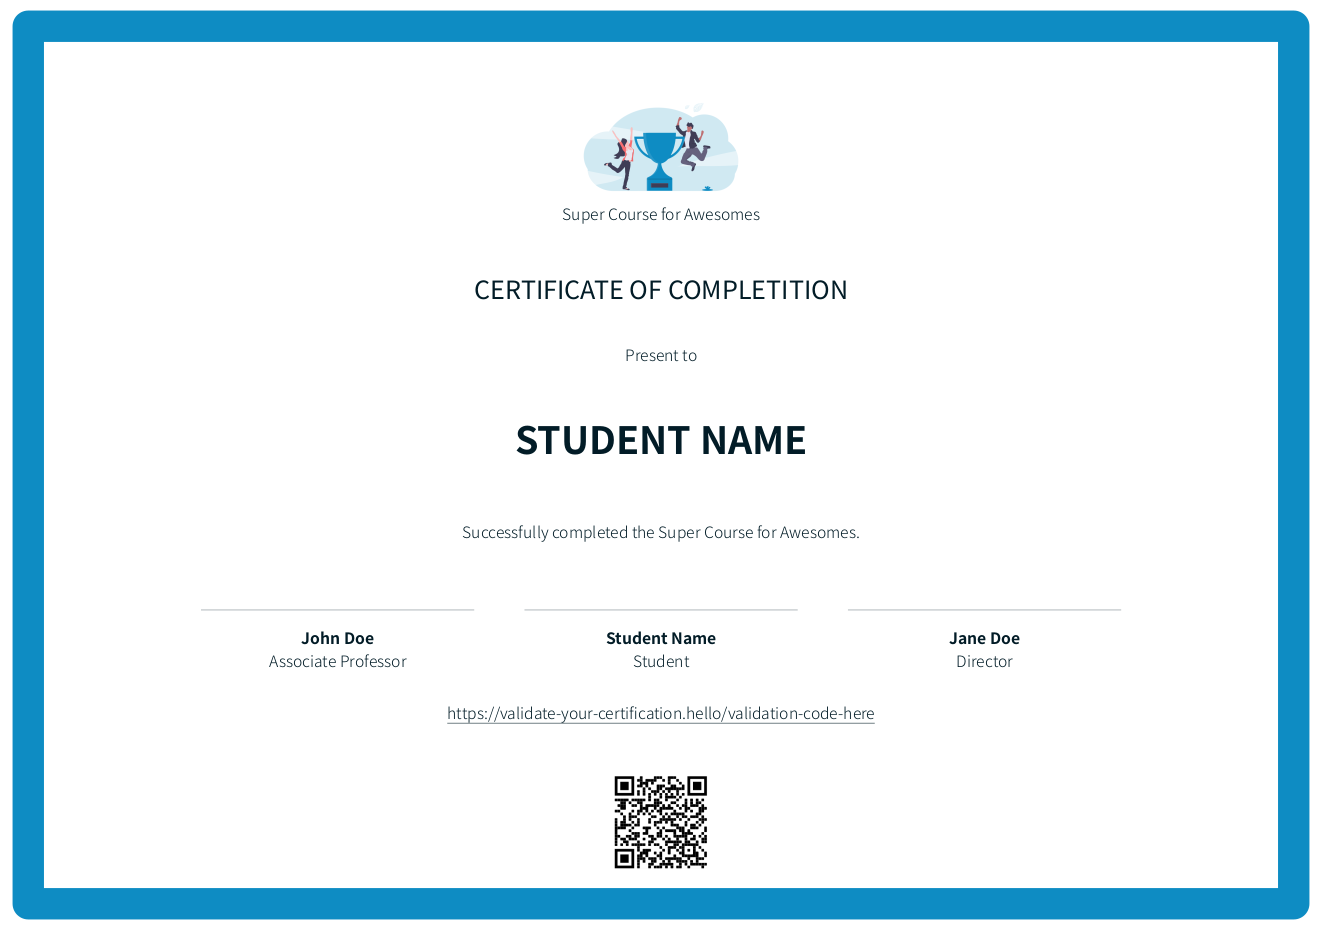 Super Course for Awesomes
CERTIFICATE OF COMPLETITION
Present to
STUDENT NAME
Successfully completed the Super Course for Awesomes.
John Doe
Associate Professor
Student Name
Student
Jane Doe
Director
https://validate-your-certification.hello/validation-code-here